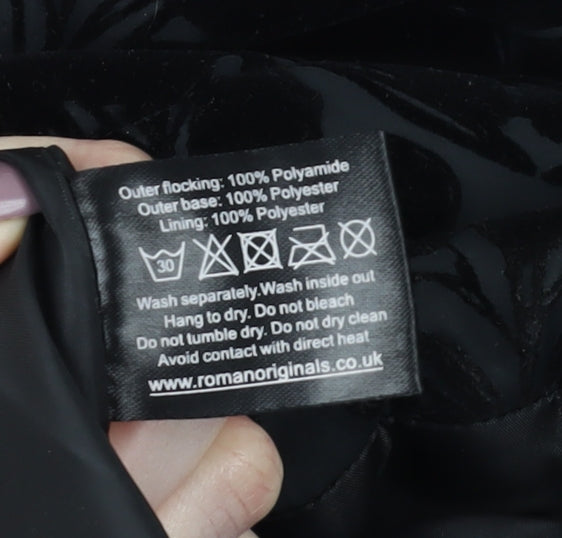 Outer flocking: 100% Polyamide
Outer base: 100% Polyester
Lining: 100% Polyester
30
Wash separately.Wash inside out
Hang to dry. Do not bleach
Do not tumble dry. Do not dry clean
Avoid contact with direct heat
www.romanoriginals.co.uk